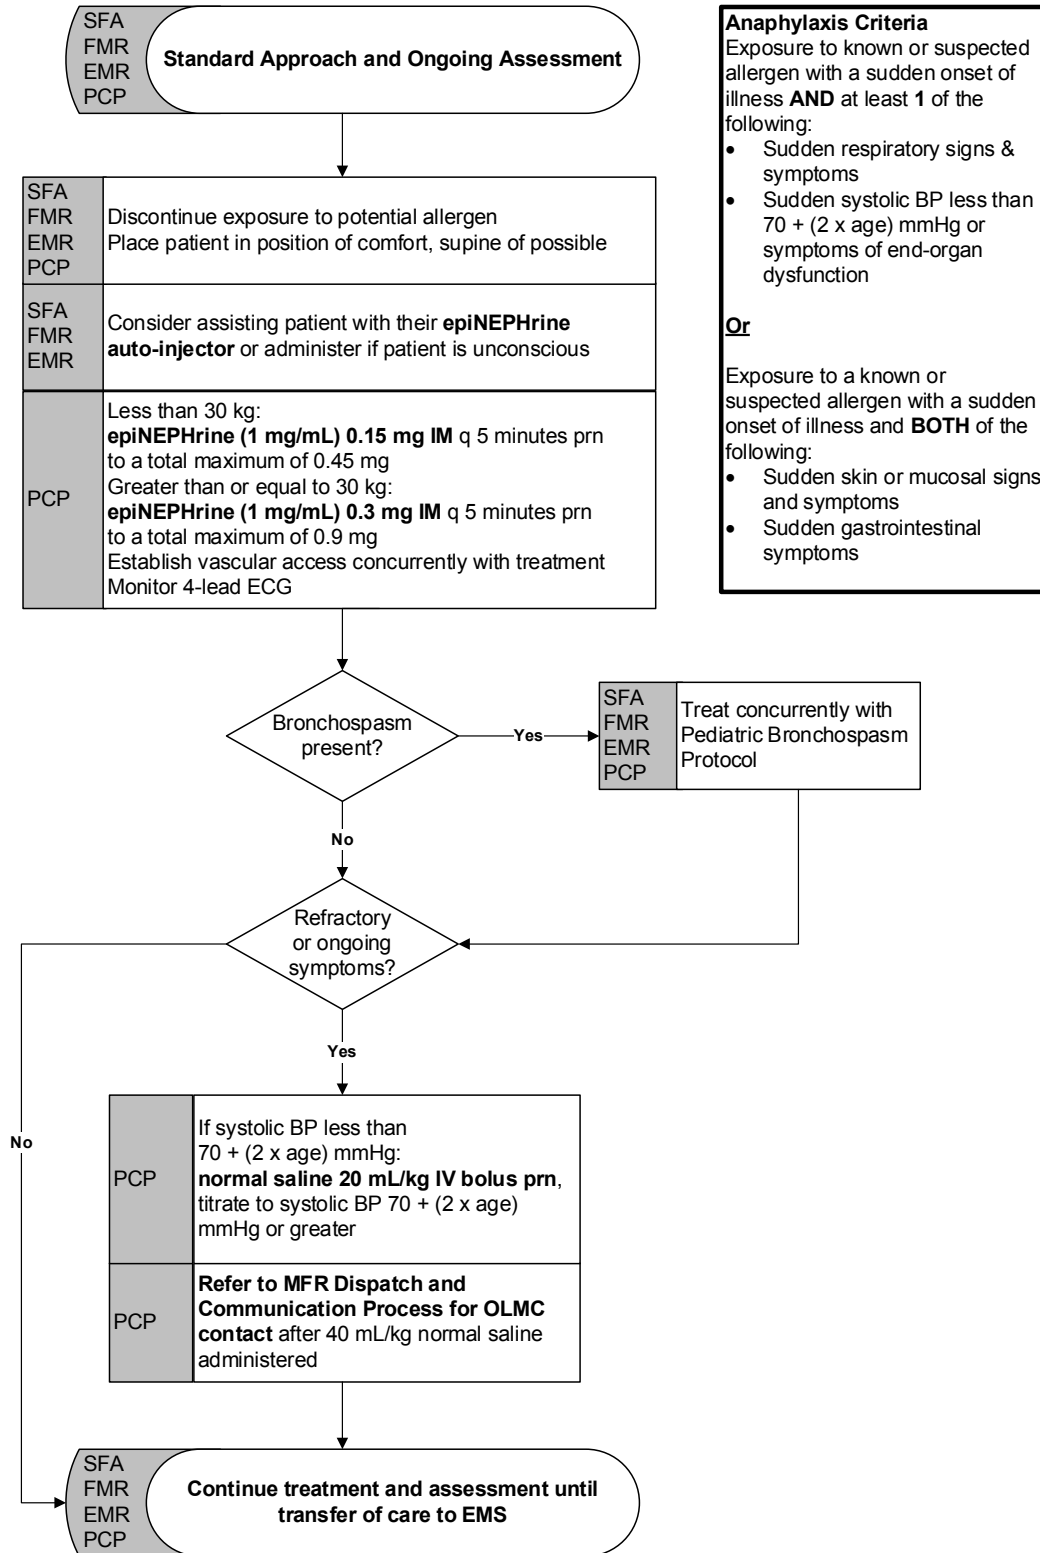 SFA
FMR
EMR
PCP
Standard Approach and Ongoing Assessment
SFA
FMR
EMR
PCP
Discontinue exposure to potential allergen
Place patient in position of comfort, supine of possible
SFA
FMR
EMR
Consider assisting patient with their epiNEPHrine
auto-injector or administer if patient is unconscious
PCP
Less than 30 kg:
epiNEPHrine (1 mg/mL) 0.15 mg IM q 5 minutes prn
to a total maximum of 0.45 mg
Greater than or equal to 30 kg:
epiNEPHrine (1 mg/mL) 0.3 mg IM q 5 minutes prn
to a total maximum of 0.9 mg
Establish vascular access concurrently with treatment
Monitor 4-lead ECG
Anaphylaxis Criteria
Exposure to known or suspected
allergen with a sudden onset of
illness AND at least 1 of the
following:
• Sudden respiratory signs &
symptoms
• Sudden systolic BP less than
70 + (2 x age) mmHg or
symptoms of end-organ
dysfunction
Or
Exposure to a known or
suspected allergen with a sudden
onset of illness and BOTH of the
following:
• Sudden skin or mucosal signs
and symptoms
• Sudden gastrointestinal
symptoms
Bronchospasm
present?
Yes
SFA
FMR
EMR
PCP
Treat concurrently with
Pediatric Bronchospasm
Protocol
No
Refractory
or ongoing
symptoms?
Yes
No
PCP
If systolic BP less than
70 + (2 x age) mmHg:
normal saline 20 mL/kg IV bolus prn,
titrate to systolic BP 70 + (2 x age)
mmHg or greater
PCP
Refer to MFR Dispatch and
Communication Process for OLMC
contact after 40 mL/kg normal saline
administered
SFA
FMR
EMR
PCP
Continue treatment and assessment until
transfer of care to EMS